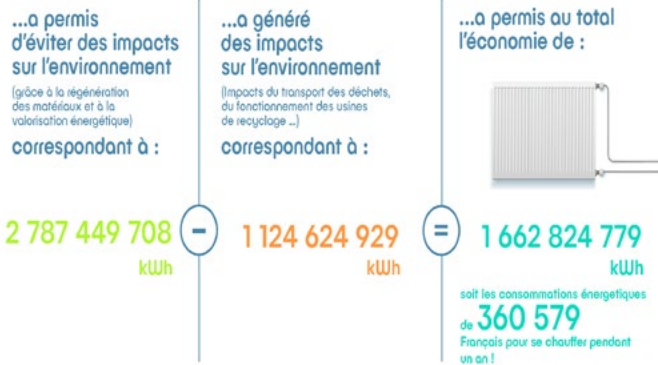 ...a permis
d'éviter des impacts
sur l'environnement
(grâce à la régénération
des matériaux et à la
valorisation énergétique)
correspondant à :
2 787 449 708
kWh
-
...a généré
des impacts
sur l'environnement
(Impacts du transport des déchets,
du fonctionnement des usines
de recyclage ...)
correspondant à :
1 124 624 929
kWh
=
...a permis au total
l'économie de :
1 662 824 779
kWh
soit les consommations énergetiques
de 360 579
Français pour se chauffer pendant
un an !